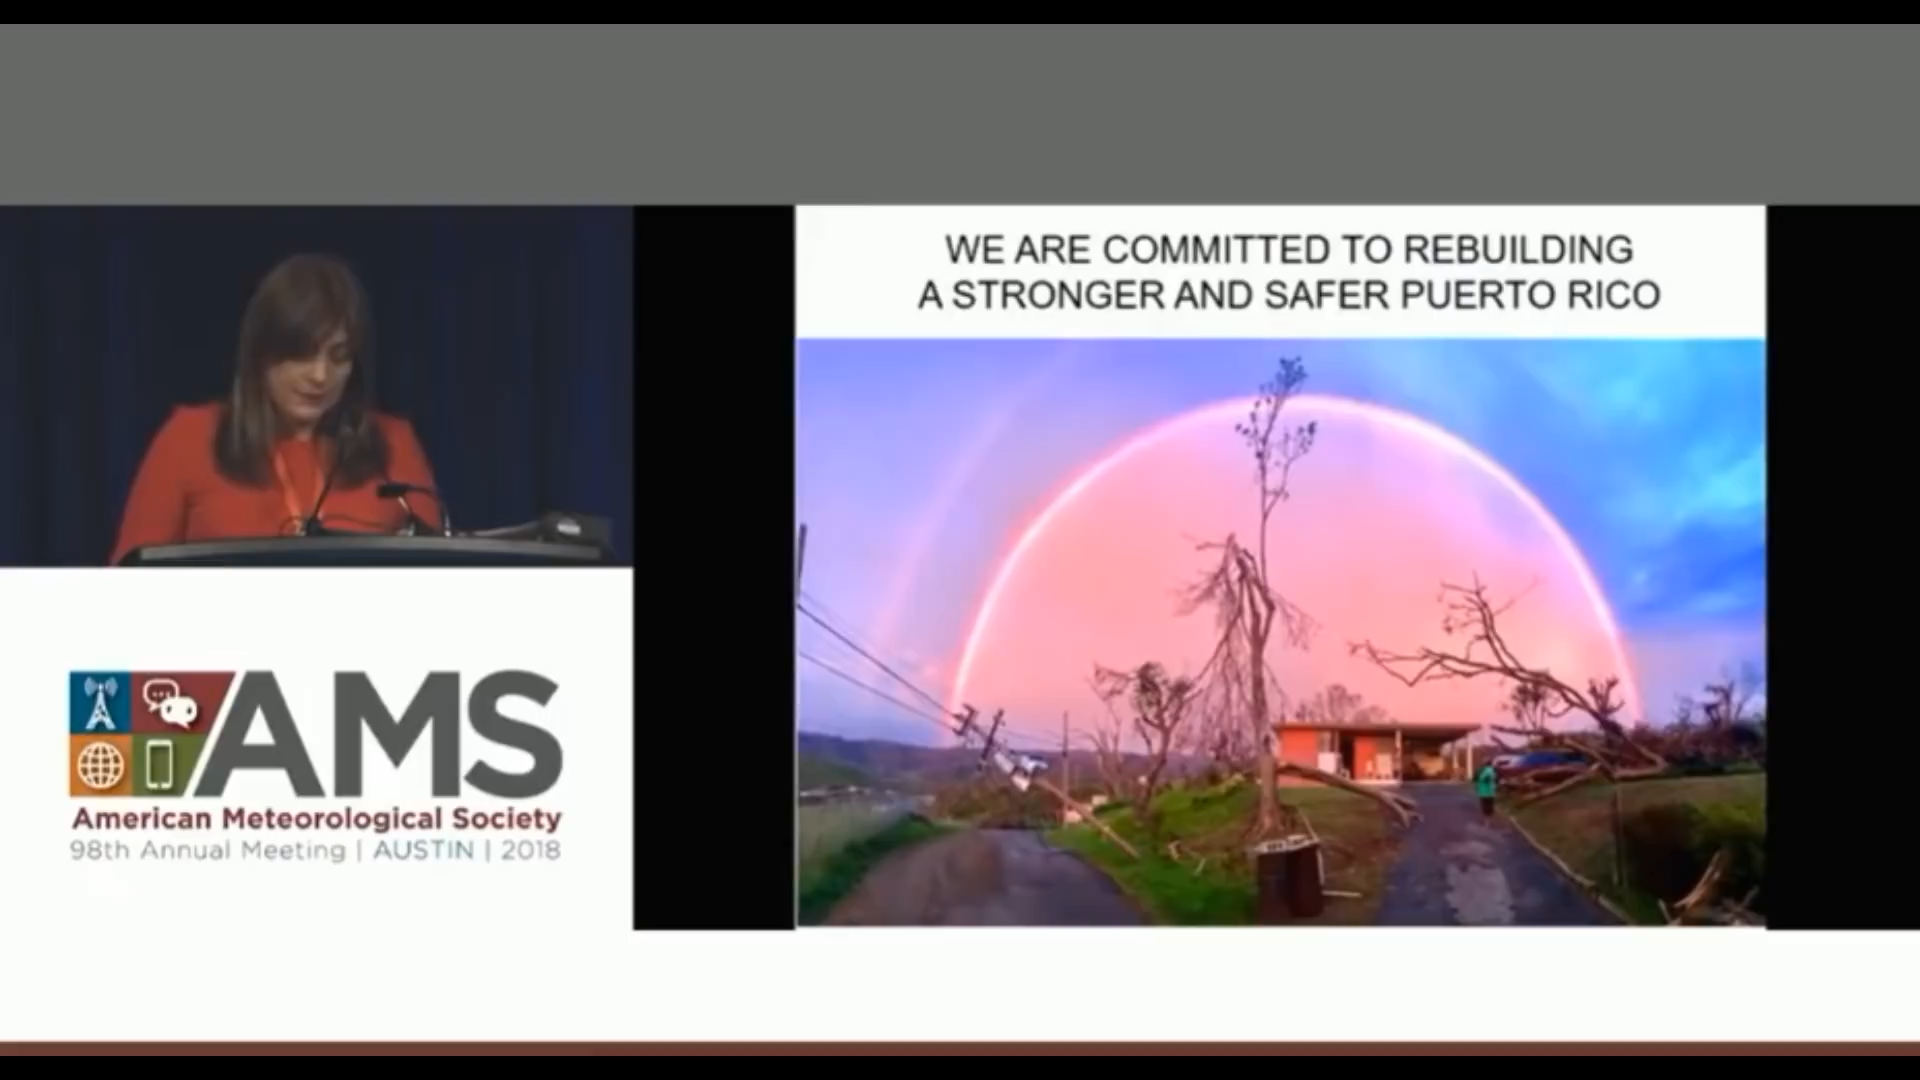 WE ARE COMMITTED TO REBUILDING
A STRONGER AND SAFER PUERTO RICO
AMS
American Meteorological Society
98th Annual Meeting | AUSTIN | 2018